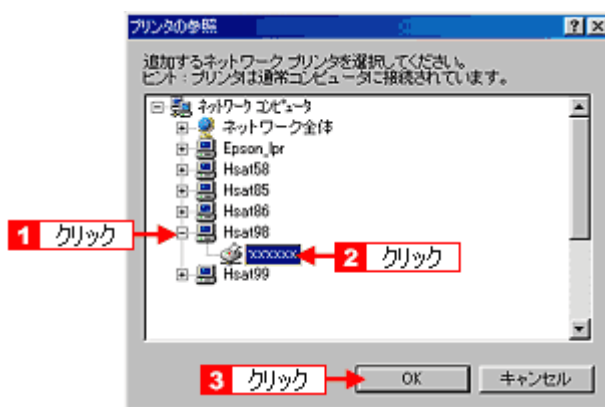 プリンタの参照
追加するネットワーク プリンタを選択してください。
ヒント：プリンタは通常コンピュータに接続されています。
ネットワーク コンピュータ
ネットワーク全体
Epson_lpr
Hsat58
Hsat85
Hsat86
1 クリック
Hsat98
xxxxxx
2 クリック
Hsat99
3 クリック
OK
キャンセル